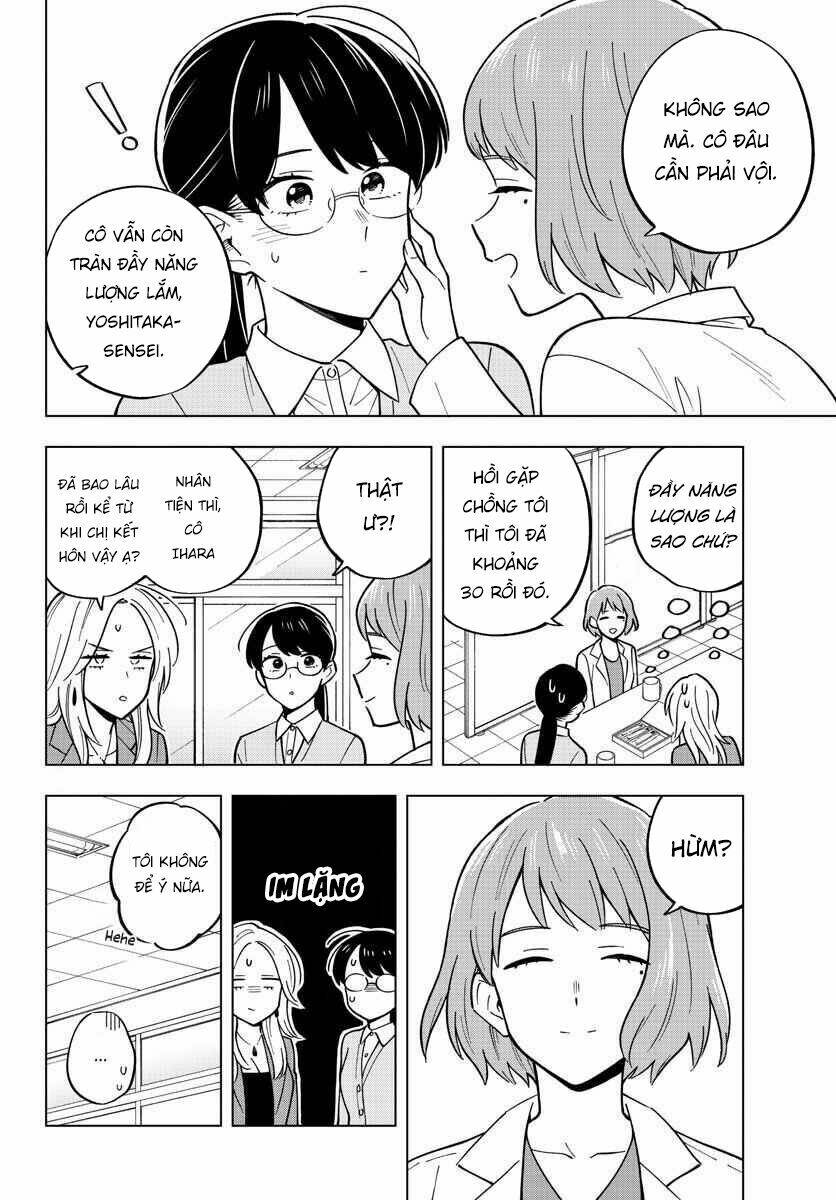 KHÔNG SAO
MÀ. CÔ ĐÂU
CẦN PHẢI VỘI.
!
CÔ VẪN CÒN
TRÀN ĐẦY NĂNG
LƯỢNG LẮM,
YOSHITAKA-
SENSEI.
ĐẦY NĂNG
LƯỢNG LÀ
SAO CHỨ?
HỒI GẶP
CHỒNG TÔI
THÌ TÔI ĐÃ
KHOẢNG
30 RỒI ĐÓ.
THẬT
Ư?!
NHÂN
TIỆN THÌ,
CÔ
IHARA
ĐÃ BAO LÂU
RỒI KỂ TỪ
KHI CHỊ KẾT
HÔN VẬY Ạ?
HỪM?
IM LẶNG
TÔI KHÔNG
ĐỂ Ý NỮA.
Hehe
...